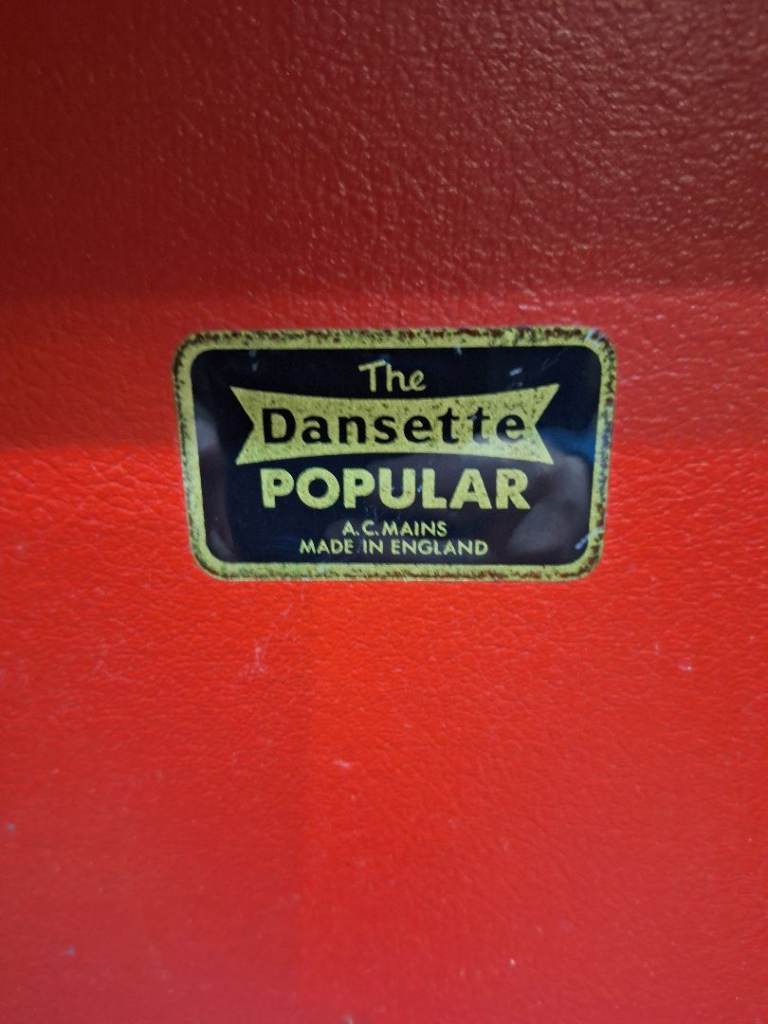 The
Dansette
POPULAR
A.C. MAINS
MADE IN ENGLAND